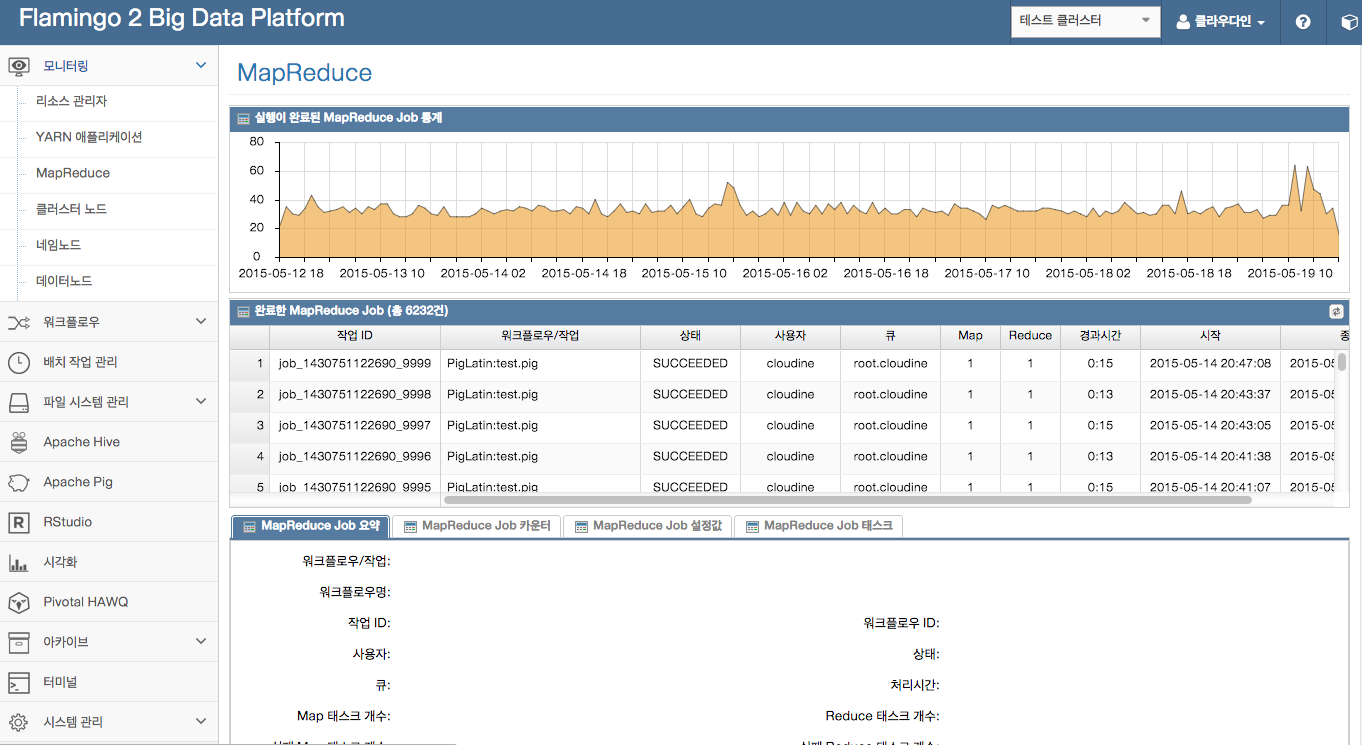 Flamingo 2 Big Data Platform
테스트 클러스터
클라우다인
모니터링
리소스 관리자
YARN 애플리케이션
MapReduce
클러스터 노드
네임노드
데이터노드
워크플로우
배치 작업 관리
파일 시스템 관리
Apache Hive
Apache Pig
RStudio
시각화
Pivotal HAWQ
아카이브
터미널
시스템 관리
MapReduce
실행이 완료된 MapReduce Job 통계
80
60
40
20
0
2015-05-12 18 2015-05-13 10 2015-05-14 02 2015-05-14 18 2015-05-15 10 2015-05-16 02 2015-05-16 18 2015-05-17 10 2015-05-18 02 2015-05-18 18 2015-05-19 10
완료한 MapReduce Job (총 6232건)
작업 ID 워크플로우/작업 상태 사용자 큐 Map Reduce 경과시간 시작 종
1 job_1430751122690_9999 PigLatin:test.pig SUCCEEDED cloudine root.cloudine 1 1 0:15 2015-05-14 20:47:08 2015-05
2 job_1430751122690_9998 PigLatin:test.pig SUCCEEDED cloudine root.cloudine 1 1 0:13 2015-05-14 20:43:37 2015-05
3 job_1430751122690_9997 PigLatin:test.pig SUCCEEDED cloudine root.cloudine 1 1 0:15 2015-05-14 20:43:05 2015-05
4 job_1430751122690_9996 PigLatin:test.pig SUCCEEDED cloudine root.cloudine 1 1 0:13 2015-05-14 20:41:38 2015-05
5 job_1430751122690_9995 PigLatin:test.pig SUCCEEDED cloudine root.cloudine 1 1 0:15 2015-05-14 20:41:07 2015-05
MapReduce Job 요약 MapReduce Job 카운터 MapReduce Job 설정값 MapReduce Job 태스크
워크플로우/작업:
워크플로우명:
작업 ID: 워크플로우 ID:
사용자: 상태:
큐: 처리시간:
Map 태스크 개수: Reduce 태스크 개수: